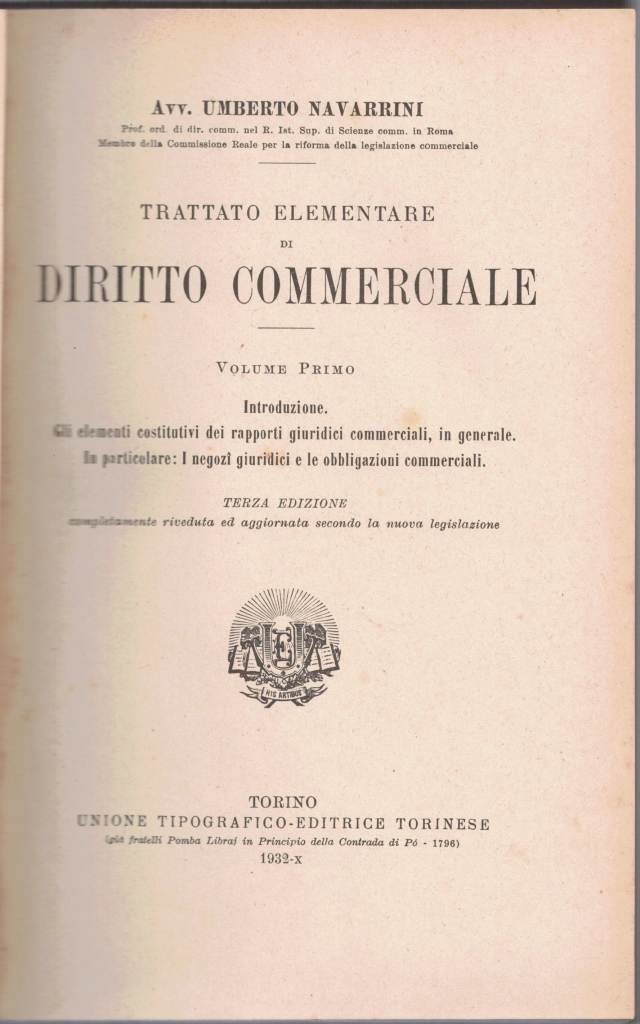 Avv. UMBERTO NAVARRINI
Prof. ord. di dir. comm. nel R. Ist. Sup. di Scienze comm. in Roma
Membro della Commissione Reale per la riforma della legislazione commerciale
TRATTATO ELEMENTARE
DI
DIRITTO COMMERCIALE
VOLUME PRIMO
Introduzione.
Gli elementi costitutivi dei rapporti giuridici commerciali, in generale.
In particolare: I negozî giuridici e le obbligazioni commerciali.
TERZA EDIZIONE
completamente riveduta ed aggiornata secondo la nuova legislazione
UTE
HIS ARTIBUS
TORINO
UNIONE TIPOGRAFICO-EDITRICE TORINESE
(già fratelli Pomba Libraj in Principio della Contrada di Pó - 1796)
1932-X